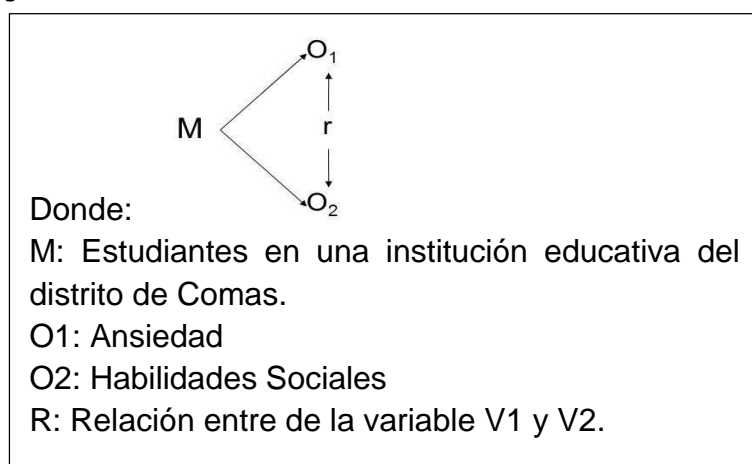 O₁
M
r
O₂
Donde:
M: Estudiantes en una institución educativa del
distrito de Comas.
O1: Ansiedad
O2: Habilidades Sociales
R: Relación entre de la variable V1 y V2.